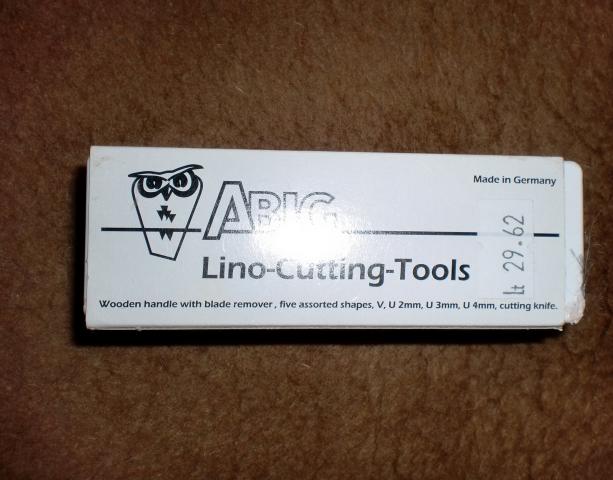 Made in Germany
ABIG
Lino-Cutting-Tools
lt 29.62
Wooden handle with blade remover , five assorted shapes, V, U 2mm, U 3mm, U 4mm, cutting knife.